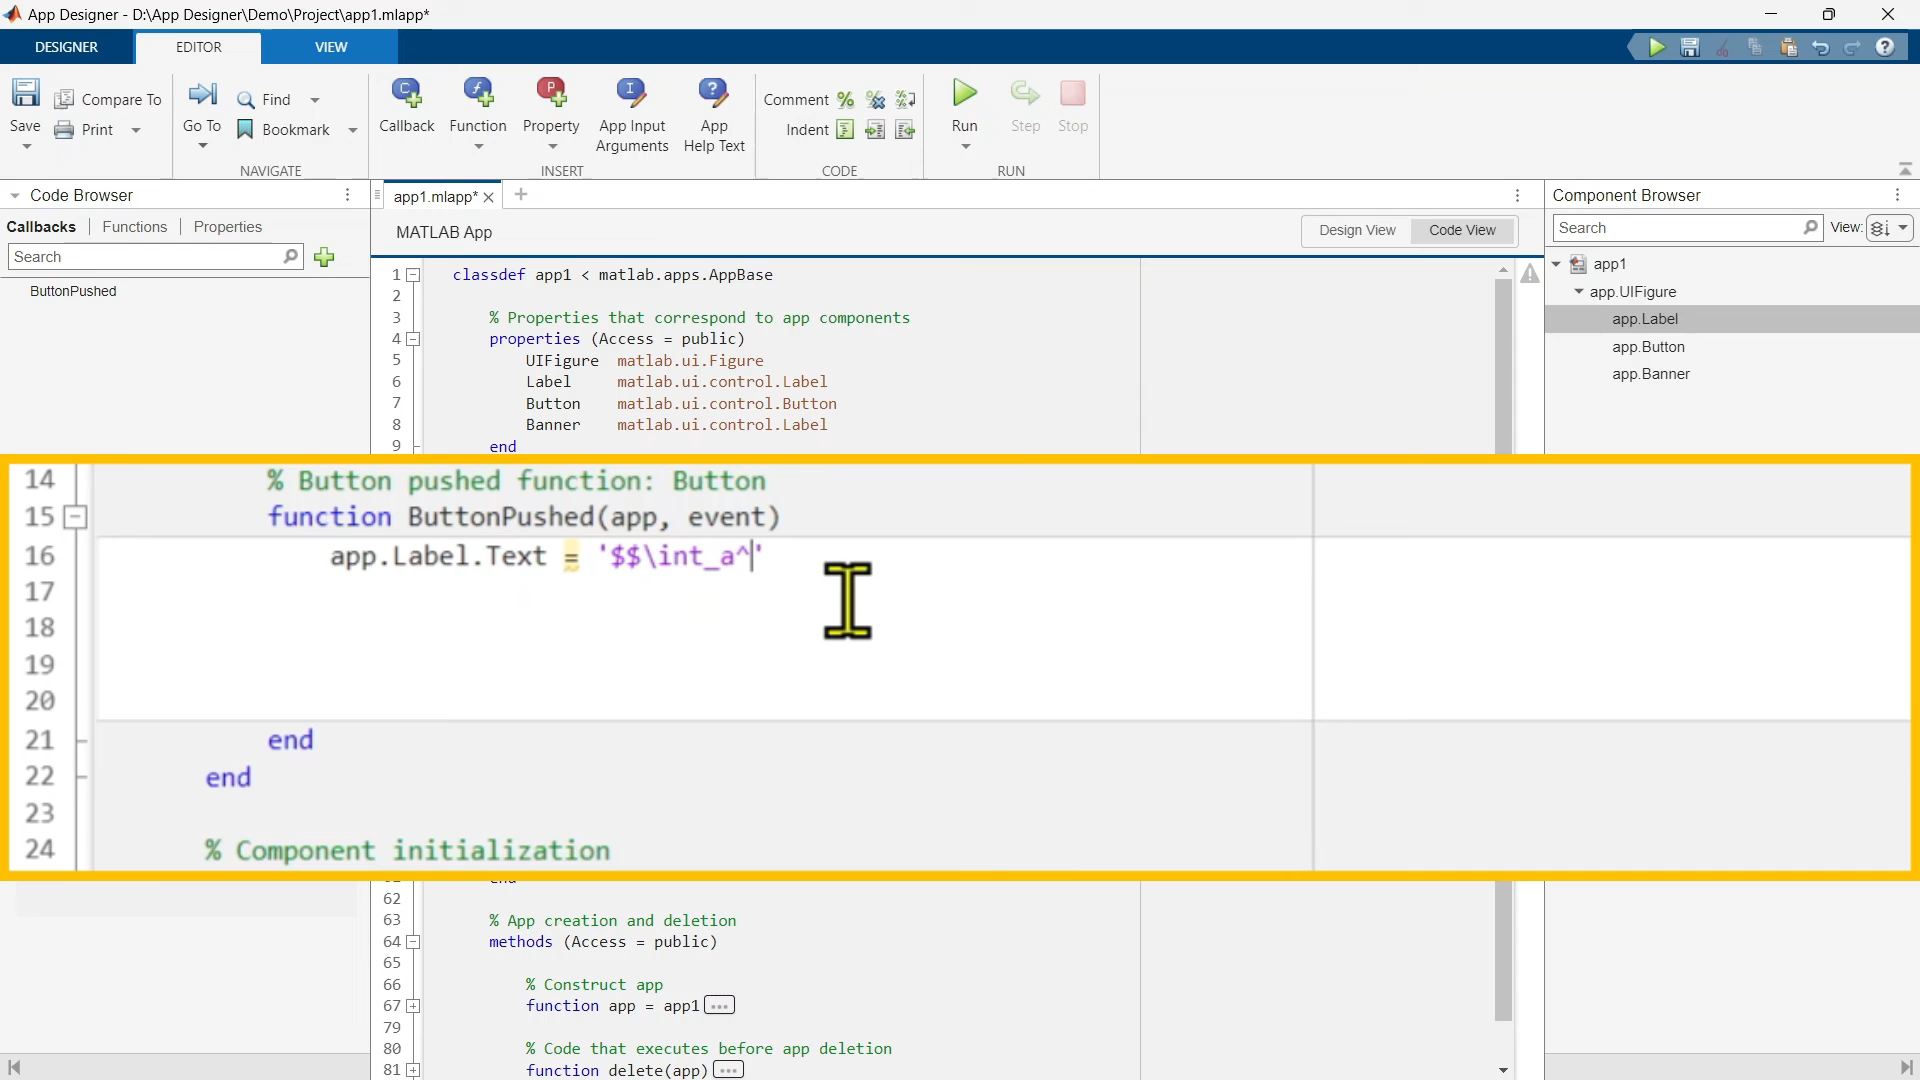 App Designer - D:\App Designer\Demo\Project\app1.mlapp*
DESIGNER EDITOR VIEW
Save Compare To Print
Go To Find Bookmark
NAVIGATE
Callback Function Property App Input Arguments App Help Text
INSERT
Comment
Indent
CODE
Run Step Stop
RUN
Code Browser
Callbacks Functions Properties
Search
ButtonPushed
app1.mlapp*
MATLAB App
Design View Code View
1 classdef app1 < matlab.apps.AppBase
2
3 % Properties that correspond to app components
4 properties (Access = public)
5 UIFigure matlab.ui.Figure
6 Label matlab.ui.control.Label
7 Button matlab.ui.control.Button
8 Banner matlab.ui.control.Label
9 end
14 % Button pushed function: Button
15 function ButtonPushed(app, event)
16 app.Label.Text = '$$\int_a^'
17
18
19
20
21 end
22 end
23
24 % Component initialization
62
63 % App creation and deletion
64 methods (Access = public)
65
66 % Construct app
67 function app = app1
79
80 % Code that executes before app deletion
81 function delete(app)
Component Browser
Search
View:
app1
app.UIFigure
app.Label
app.Button
app.Banner